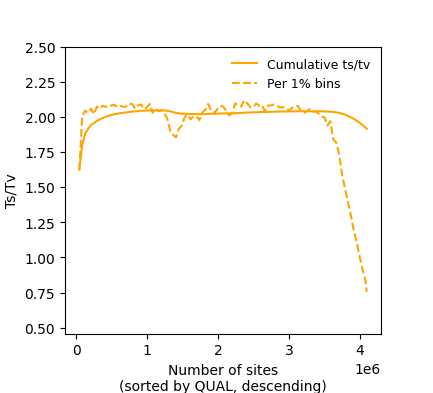 2.50
2.25
2.00
1.75
1.50
1.25
1.00
0.75
0.50
Ts/Tv
Cumulative ts/tv
Per 1% bins
0 1 2 3 4
1e6
Number of sites
(sorted by QUAL, descending)